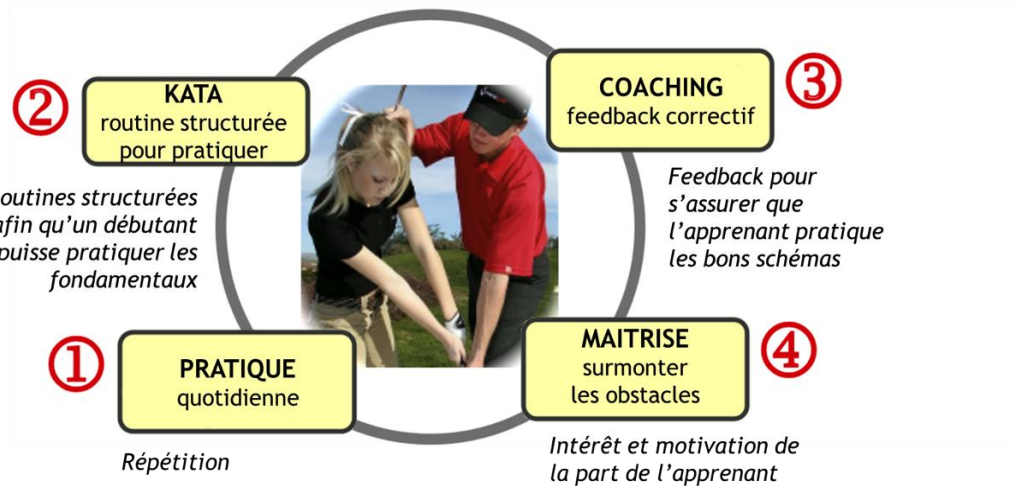 ②
KATA
routine structurée
pour pratiquer
outines structurées
afin qu'un débutant
puisse pratiquer les
fondamentaux
③
COACHING
feedback correctif
Feedback pour
s'assurer que
l'apprenant pratique
les bons schémas
①
PRATIQUE
quotidienne
Répétition
④
MAITRISE
surmonter
les obstacles
Intérêt et motivation de
la part de l'apprenant